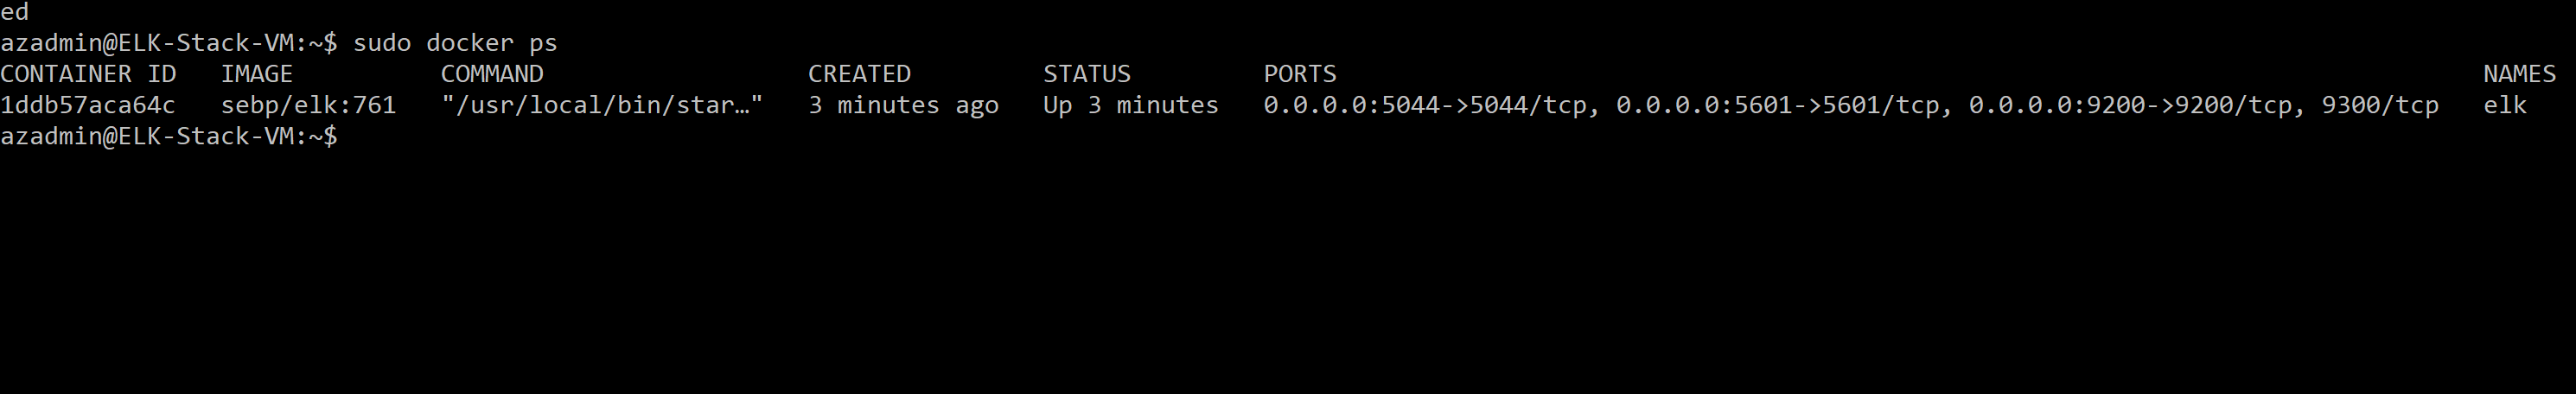 ed
azadmin@ELK-Stack-VM:~$ sudo docker ps
CONTAINER ID   IMAGE          COMMAND                  CREATED         STATUS         PORTS                                                                              NAMES
1ddb57aca64c   sebp/elk:761   "/usr/local/bin/star…"   3 minutes ago   Up 3 minutes   0.0.0.0:5044->5044/tcp, 0.0.0.0:5601->5601/tcp, 0.0.0.0:9200->9200/tcp, 9300/tcp   elk
azadmin@ELK-Stack-VM:~$